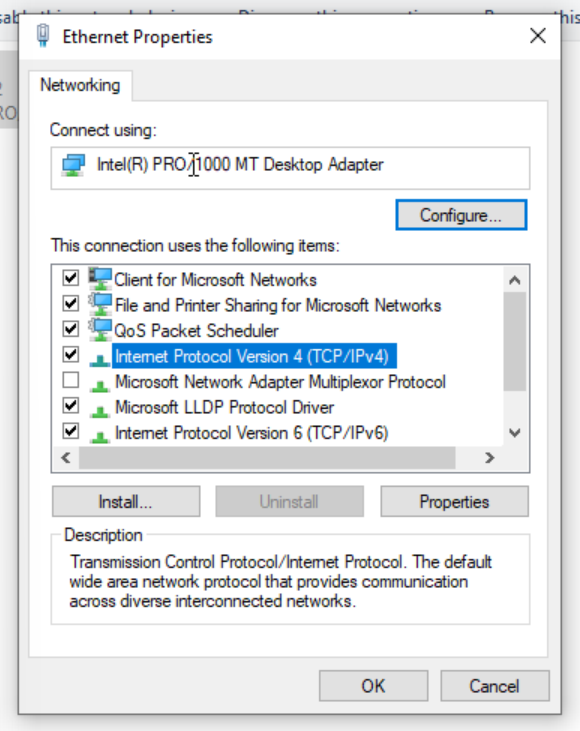 Ethernet Properties
Networking
Connect using:
Intel(R) PRO/1000 MT Desktop Adapter
Configure...
This connection uses the following items:
Client for Microsoft Networks
File and Printer Sharing for Microsoft Networks
QoS Packet Scheduler
Internet Protocol Version 4 (TCP/IPv4)
Microsoft Network Adapter Multiplexor Protocol
Microsoft LLDP Protocol Driver
Internet Protocol Version 6 (TCP/IPv6)
Install...
Uninstall
Properties
Description
Transmission Control Protocol/Internet Protocol. The default
wide area network protocol that provides communication
across diverse interconnected networks.
OK
Cancel